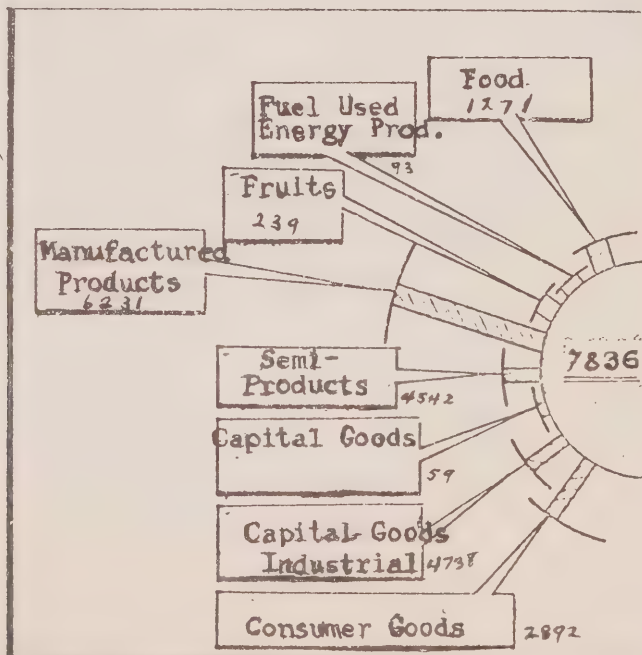 Food
1271
Fuel Used
Energy Prod.
93
Fruits
239
Manufactured
Products
6231
7836
Semi-
Products
4542
Capital Goods
59
Capital Goods
Industrial
4738
Consumer Goods
2892